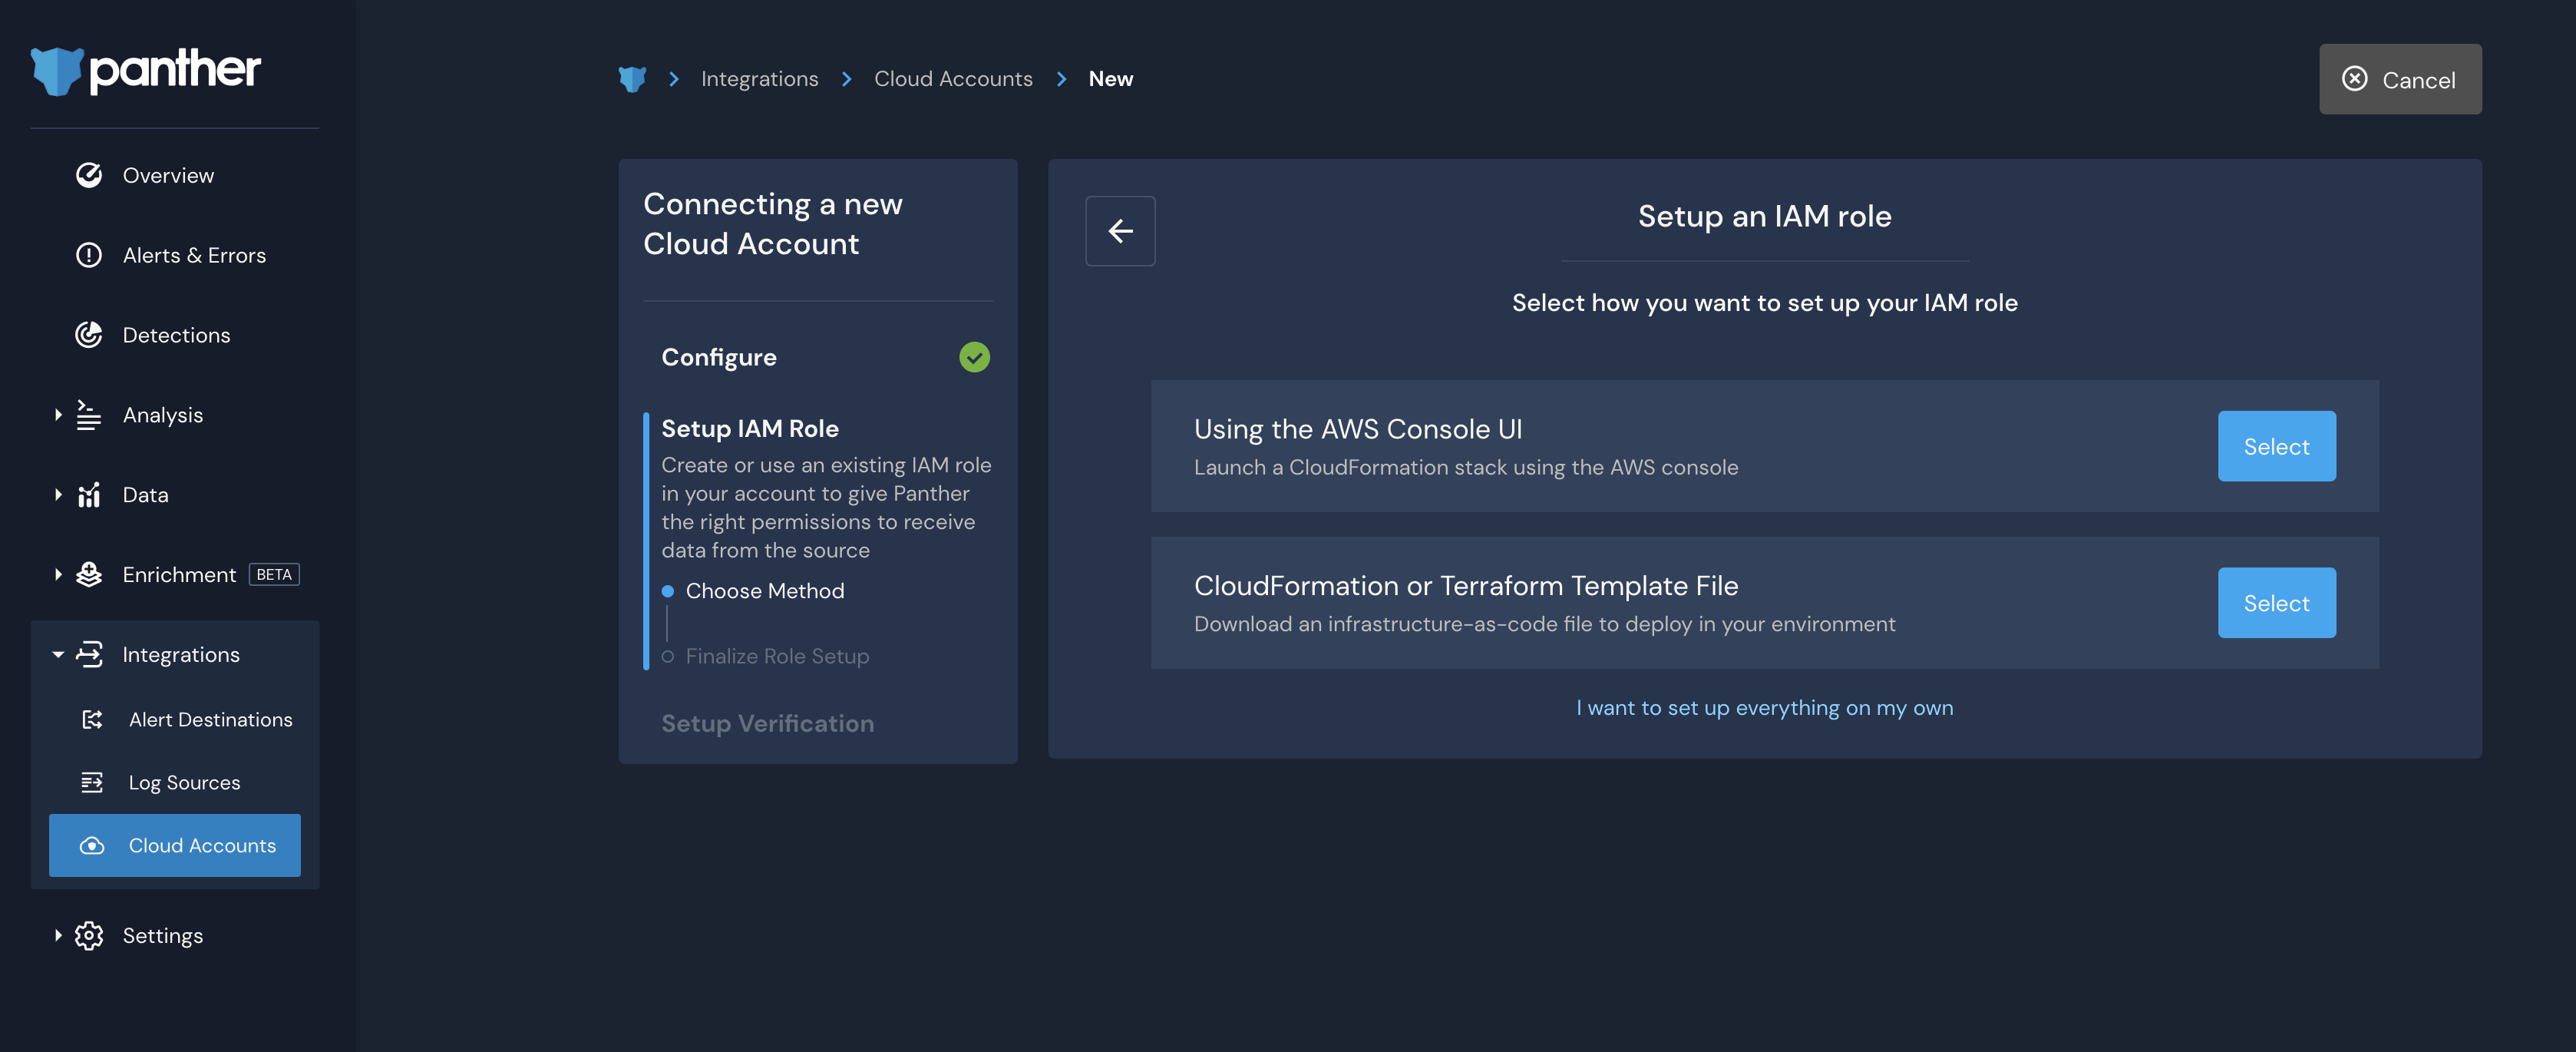 panther
Overview
Alerts & Errors
Detections
Analysis
Data
Enrichment BETA
Integrations
Alert Destinations
Log Sources
Cloud Accounts
Settings
Integrations Cloud Accounts New
Cancel
Connecting a new
Cloud Account
Configure
Setup IAM Role
Create or use an existing IAM role
in your account to give Panther
the right permissions to receive
data from the source
Choose Method
Finalize Role Setup
Setup Verification
Setup an IAM role
Select how you want to set up your IAM role
Using the AWS Console UI
Launch a CloudFormation stack using the AWS console
Select
CloudFormation or Terraform Template File
Download an infrastructure-as-code file to deploy in your environment
Select
I want to set up everything on my own